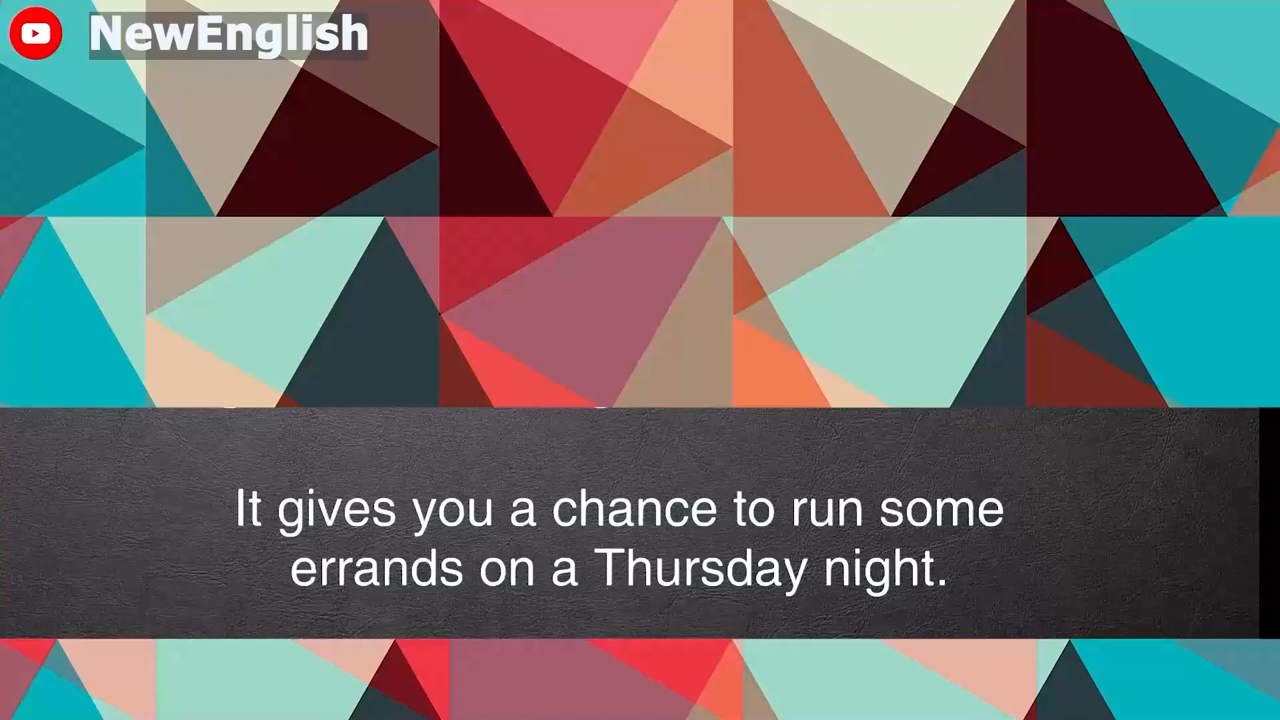 NewEnglish
It gives you a chance to run some
errands on a Thursday night.